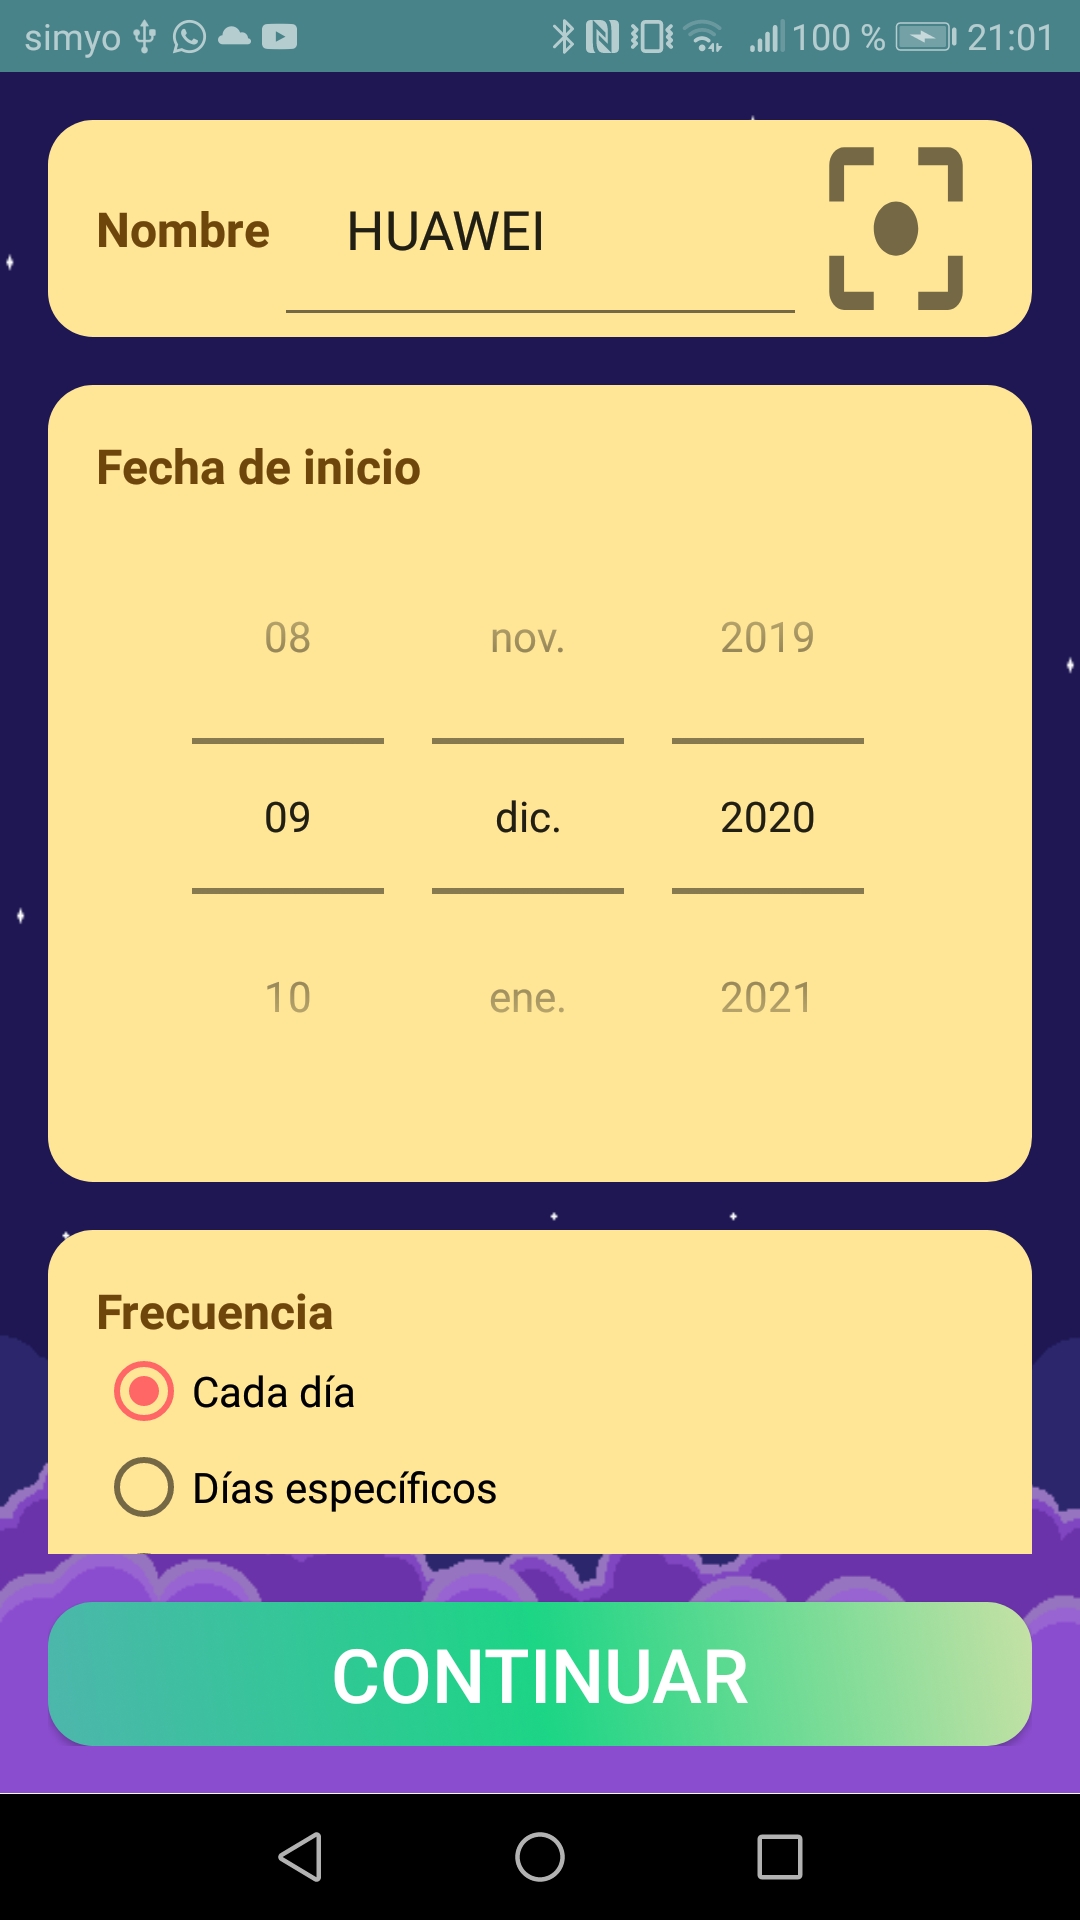 simyo 100 % 21:01
Nombre HUAWEI
Fecha de inicio
08 nov. 2019
09 dic. 2020
10 ene. 2021
Frecuencia
Cada día
Días específicos
CONTINUAR